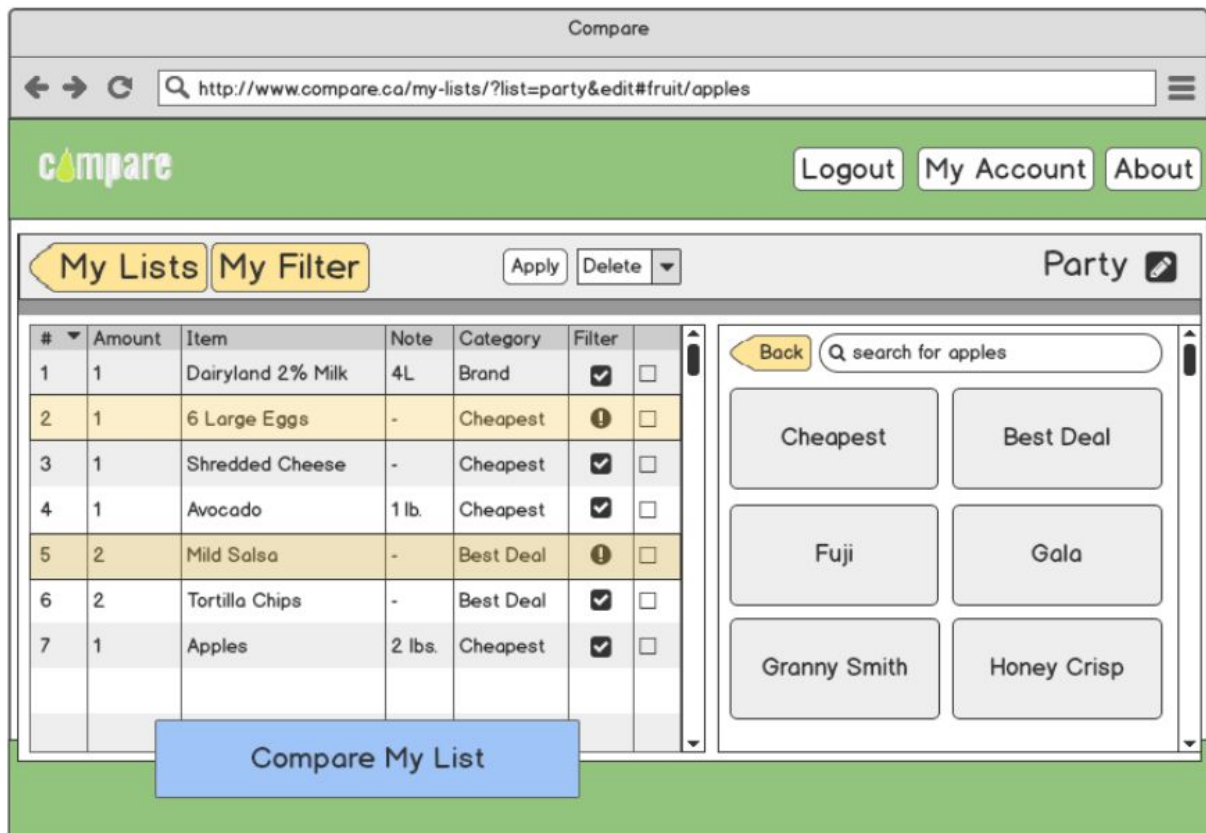 Compare
http://www.compare.ca/my-lists/?list=party&edit#fruit/apples
compare
Logout My Account About
My Lists My Filter Apply Delete Party
# Amount Item Note Category Filter
1 1 Dairyland 2% Milk 4L Brand
2 1 6 Large Eggs - Cheapest
3 1 Shredded Cheese - Cheapest
4 1 Avocado 1 lb. Cheapest
5 2 Mild Salsa - Best Deal
6 2 Tortilla Chips - Best Deal
7 1 Apples 2 lbs. Cheapest
Compare My List
Back search for apples
Cheapest Best Deal
Fuji Gala
Granny Smith Honey Crisp